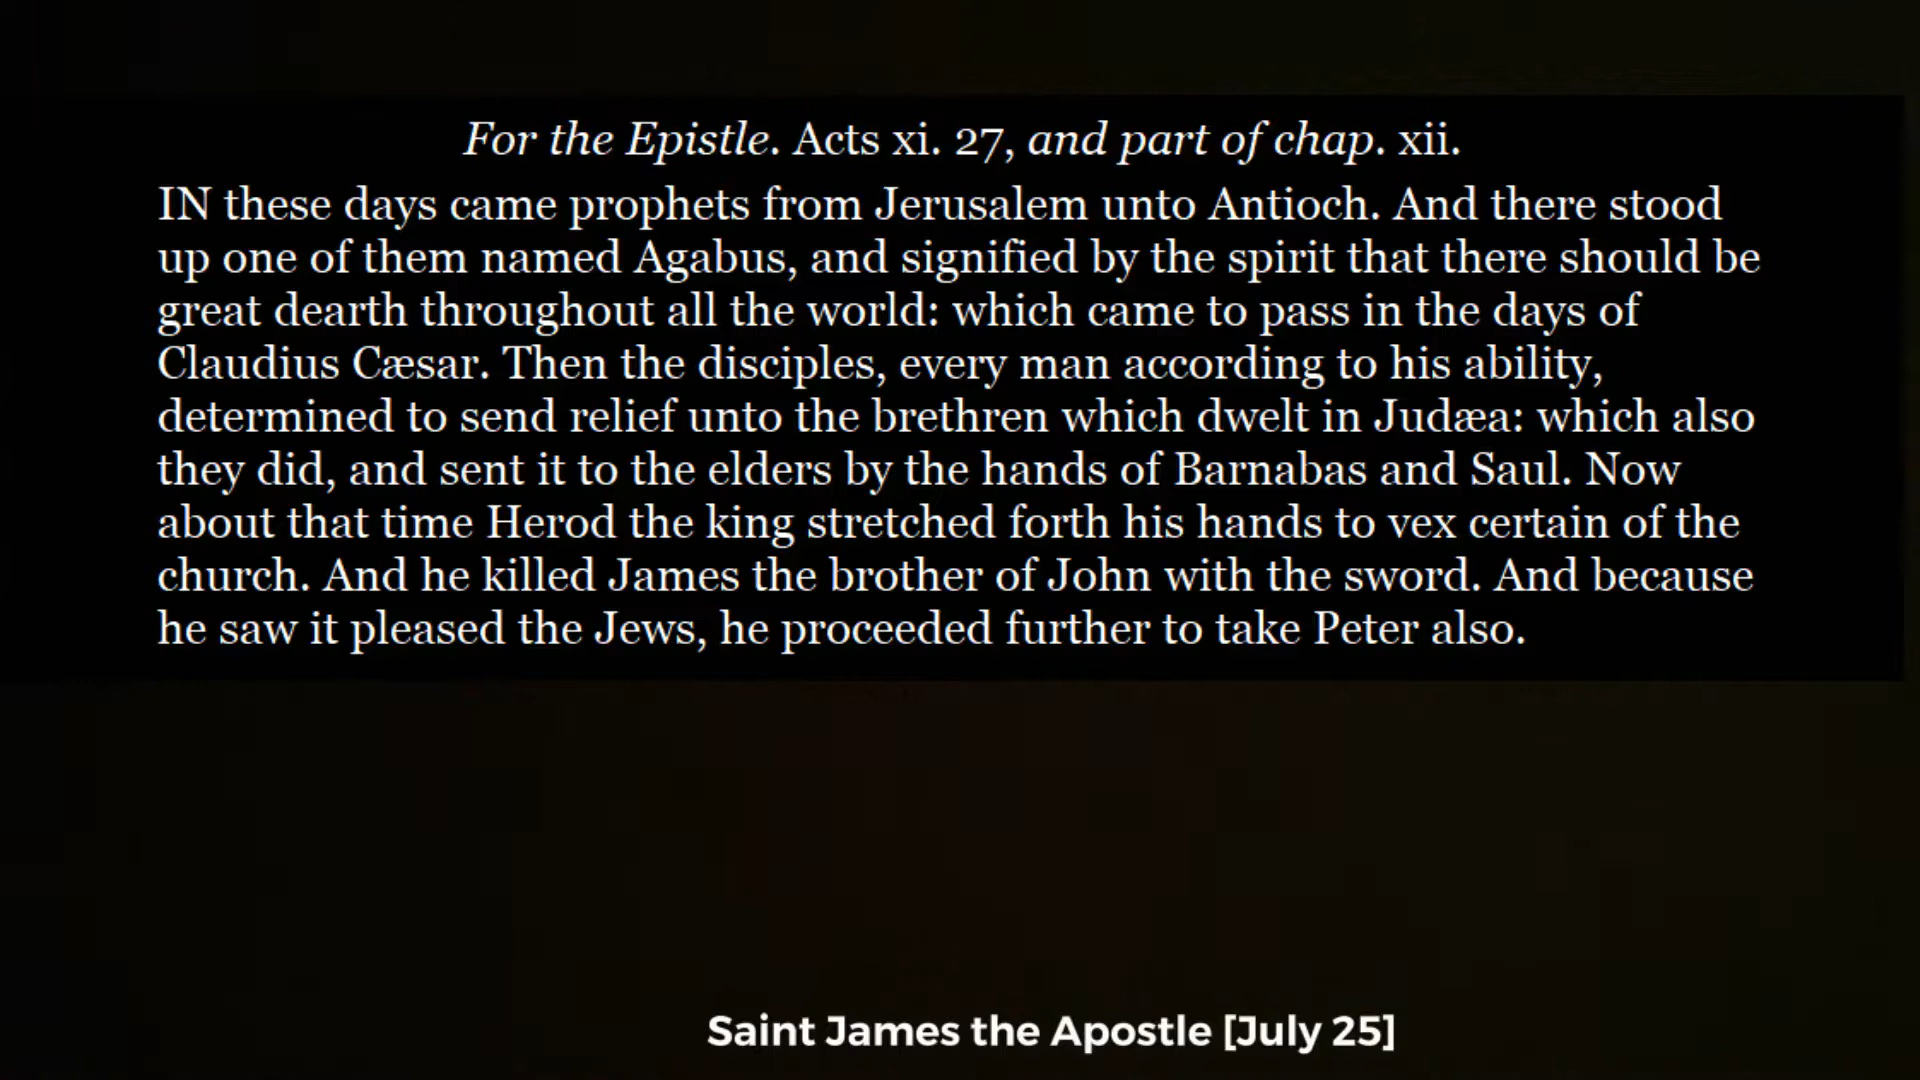 For the Epistle. Acts xi. 27, and part of chap. xii.
IN these days came prophets from Jerusalem unto Antioch. And there stood
up one of them named Agabus, and signified by the spirit that there should be
great dearth throughout all the world: which came to pass in the days of
Claudius Cæsar. Then the disciples, every man according to his ability,
determined to send relief unto the brethren which dwelt in Judæa: which also
they did, and sent it to the elders by the hands of Barnabas and Saul. Now
about that time Herod the king stretched forth his hands to vex certain of the
church. And he killed James the brother of John with the sword. And because
he saw it pleased the Jews, he proceeded further to take Peter also.
Saint James the Apostle [July 25]